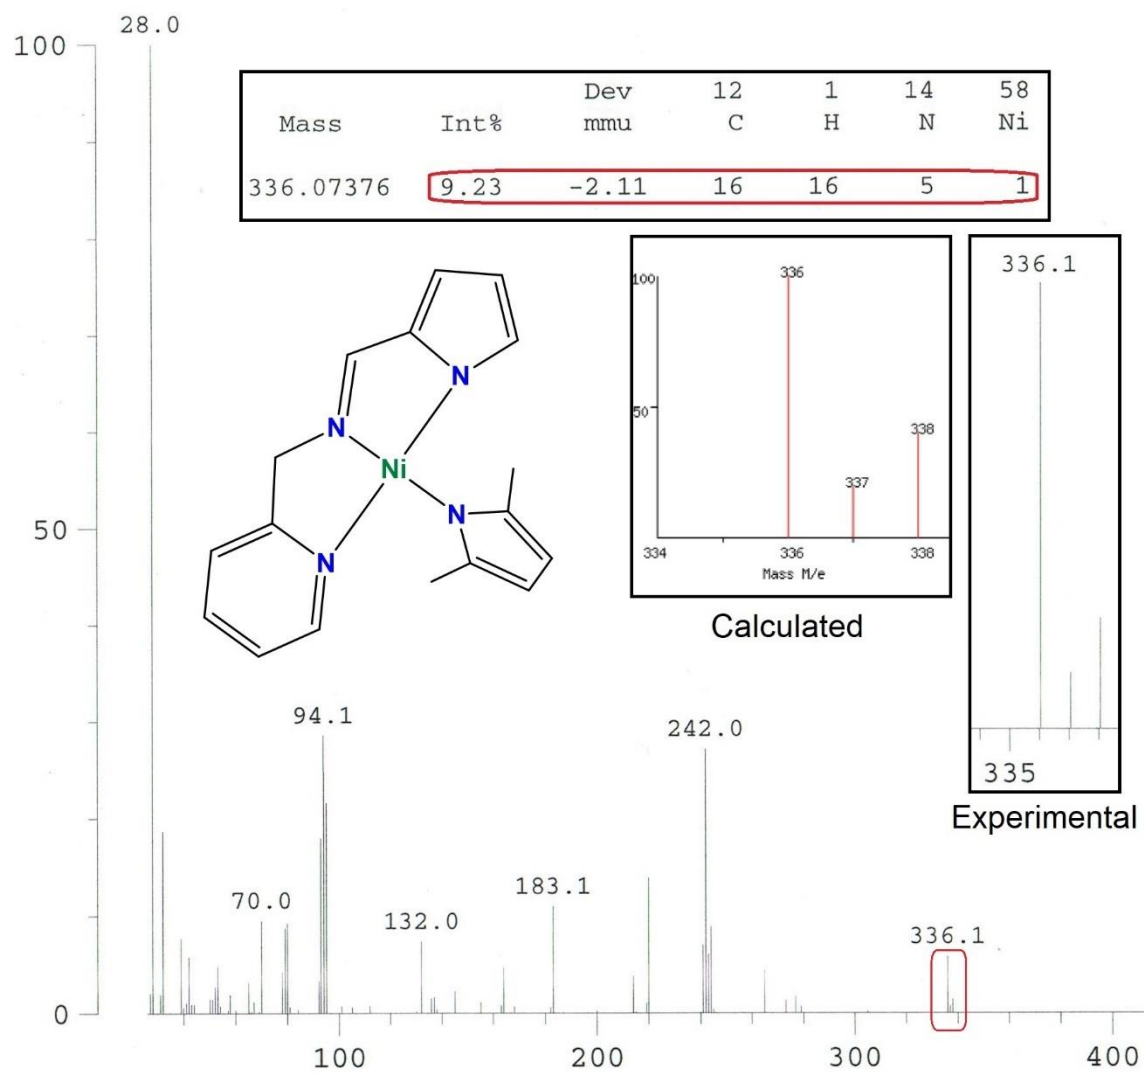 28.0
100
Dev 12 1 14 58
Mass Int% mmu C H N Ni
336.07376 9.23 -2.11 16 16 5 1
336.1
100
336
50
338
337
334 336 338
Mass M/e
Calculated
335
Experimental
N
N
Ni
N
N
50
94.1
242.0
70.0
132.0
183.1
336.1
0
100 200 300 400